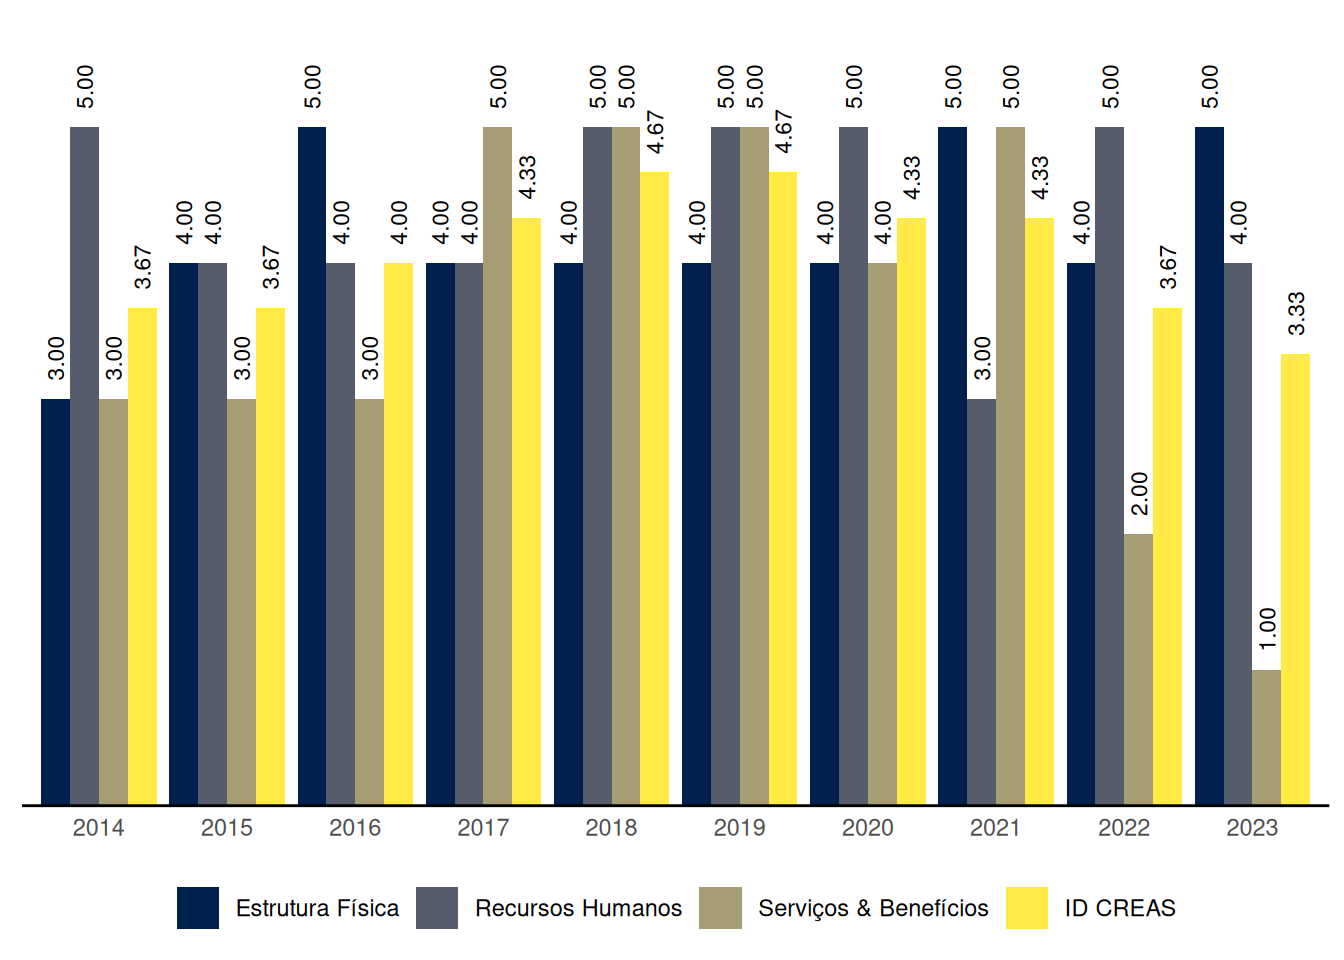 3.00 5.00 3.00 3.67 4.00 4.00 3.00 3.67 5.00 4.00 3.00 4.00 4.00 4.00 5.00 4.33 4.00 5.00 5.00 4.67 4.00 5.00 5.00 4.67 4.00 5.00 4.00 4.33 5.00 3.00 5.00 4.33 4.00 5.00 2.00 3.67 5.00 4.00 1.00 3.33
2014 2015 2016 2017 2018 2019 2020 2021 2022 2023
Estrutura Física Recursos Humanos Serviços & Benefícios ID CREAS